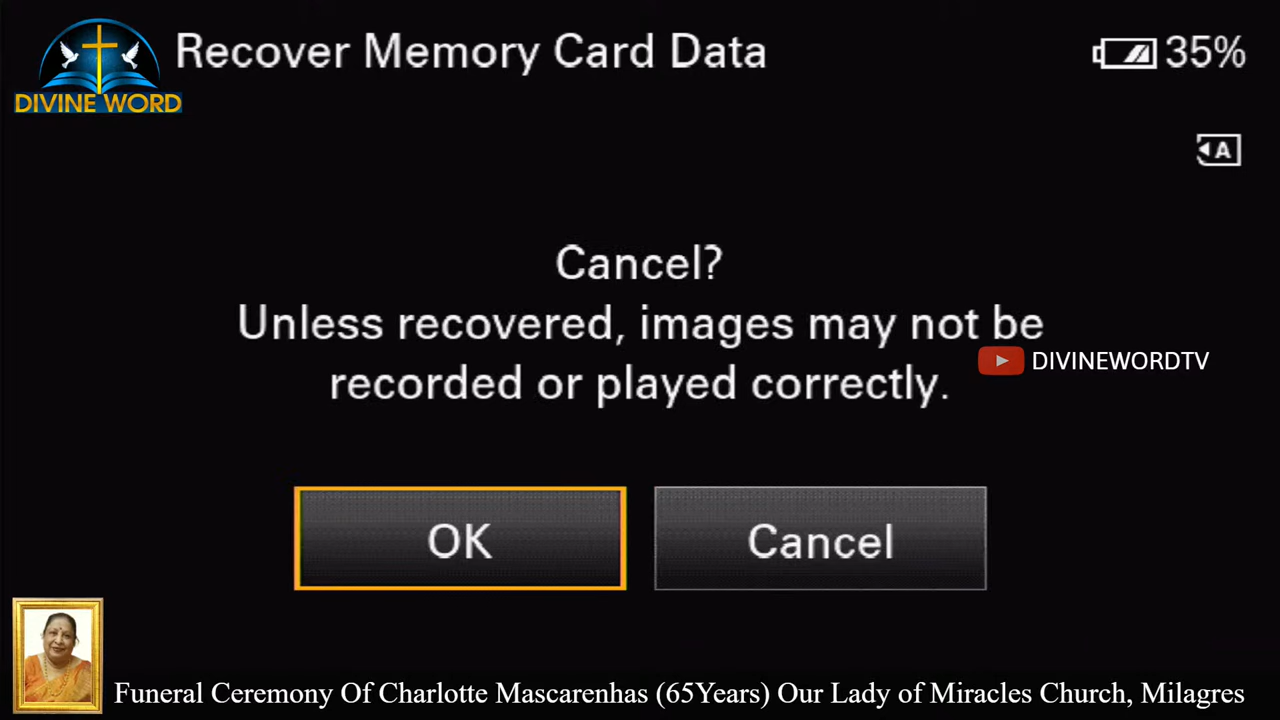 Recover Memory Card Data
35%
DIVINE WORD
A
Cancel?
Unless recovered, images may not be
recorded or played correctly.
DIVINEWORDTV
OK
Cancel
Funeral Ceremony Of Charlotte Mascarenhas (65Years) Our Lady of Miracles Church, Milagres